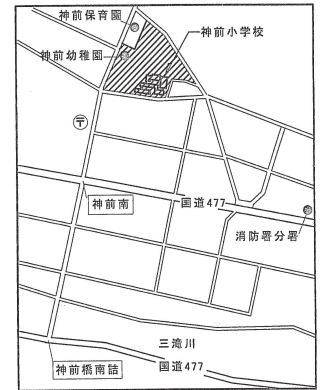 神前保育園
神前小学校
神前幼稚園
〒
神前南
国道477
消防署分署
三滝川
国道477
神前橋南詰